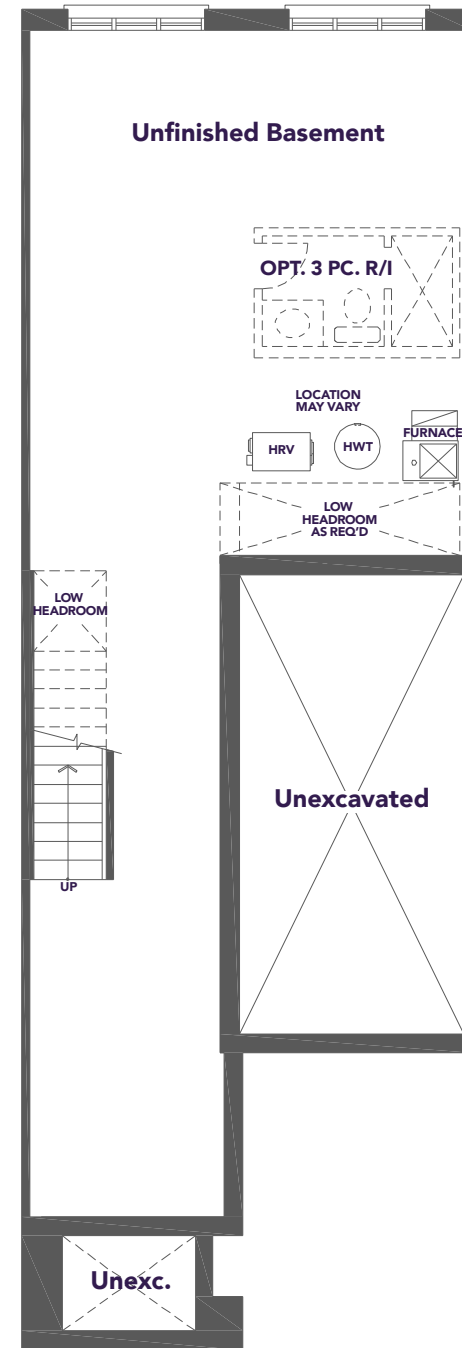 Unfinished Basement
OPT. 3 PC. R/I
LOCATION
MAY VARY
HRV
HWT
FURNACE
LOW
HEADROOM
AS REQ'D
LOW
HEADROOM
Unexcavated
UP
Unexc.